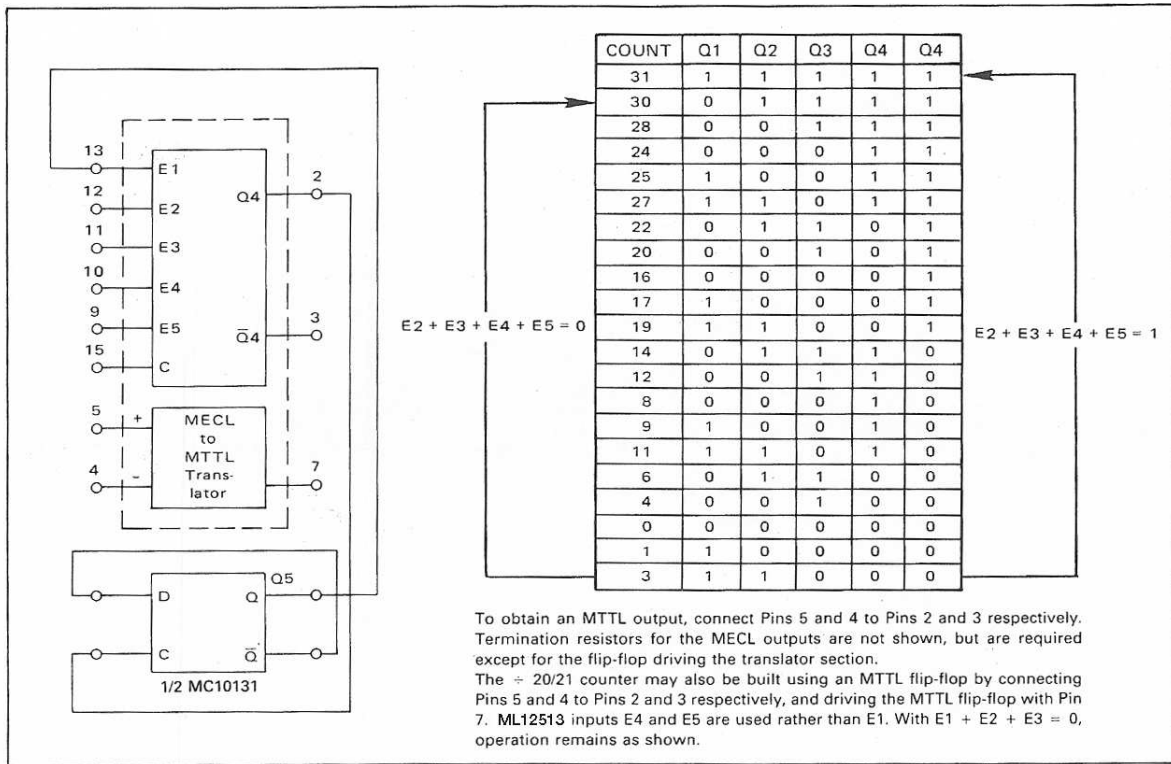 13
E1
12
E2
Q4
2
11
E3
10
E4
9
E5
Q̅4
3
15
C
5
+
MECL
to
MTTL
Trans-
lator
4
−
7
Q5
D
Q
C
Q̅
1/2 MC10131
E2 + E3 + E4 + E5 = 0
COUNT Q1 Q2 Q3 Q4 Q4
31 1 1 1 1 1
30 0 1 1 1 1
28 0 0 1 1 1
24 0 0 0 1 1
25 1 0 0 1 1
27 1 1 0 1 1
22 0 1 1 0 1
20 0 0 1 0 1
16 0 0 0 0 1
17 1 0 0 0 1
19 1 1 0 0 1
14 0 1 1 1 0
12 0 0 1 1 0
8 0 0 0 1 0
9 1 0 0 1 0
11 1 1 0 1 0
6 0 1 1 0 0
4 0 0 1 0 0
0 0 0 0 0 0
1 1 0 0 0 0
3 1 1 0 0 0
E2 + E3 + E4 + E5 = 1
To obtain an MTTL output, connect Pins 5 and 4 to Pins 2 and 3 respectively.
Termination resistors for the MECL outputs are not shown, but are required
except for the flip-flop driving the translator section.
The ÷ 20/21 counter may also be built using an MTTL flip-flop by connecting
Pins 5 and 4 to Pins 2 and 3 respectively, and driving the MTTL flip-flop with Pin
7. ML12513 inputs E4 and E5 are used rather than E1. With E1 + E2 + E3 = 0,
operation remains as shown.